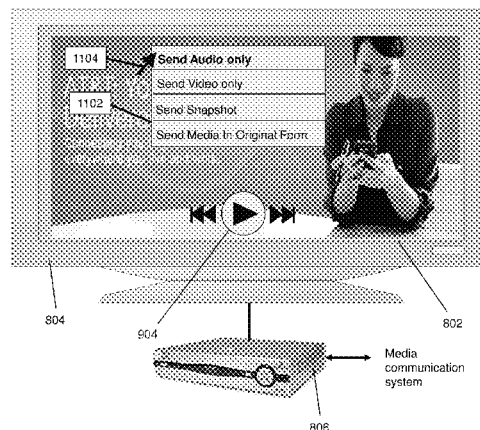 1104
Send Audio only
Send Video only
1102
Send Snapshot
Send Media In Original Form
804
904
802
Media
communication
system
806